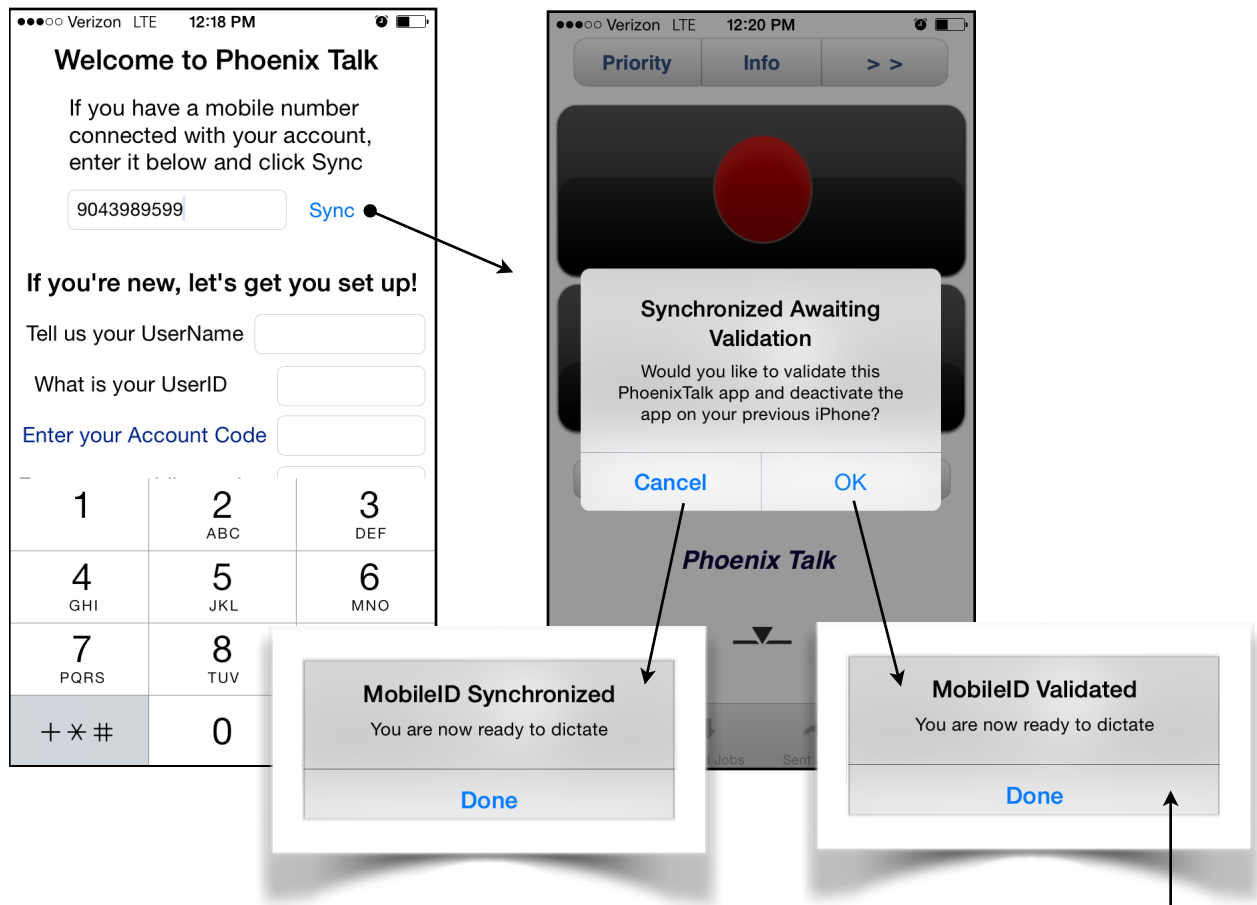 Verizon LTE 12:18 PM
Welcome to Phoenix Talk
If you have a mobile number
connected with your account,
enter it below and click Sync
9043989599
Sync
If you're new, let's get you set up!
Tell us your UserName
What is your UserID
Enter your Account Code
1
2
ABC
3
DEF
4
GHI
5
JKL
6
MNO
7
PQRS
8
TUV
+*#
0
Verizon LTE 12:20 PM
Priority
Info
> >
Synchronized Awaiting
Validation
Would you like to validate this
PhoenixTalk app and deactivate the
app on your previous iPhone?
Cancel
OK
Phoenix Talk
Jobs
Sent
MobileID Synchronized
You are now ready to dictate
Done
MobileID Validated
You are now ready to dictate
Done